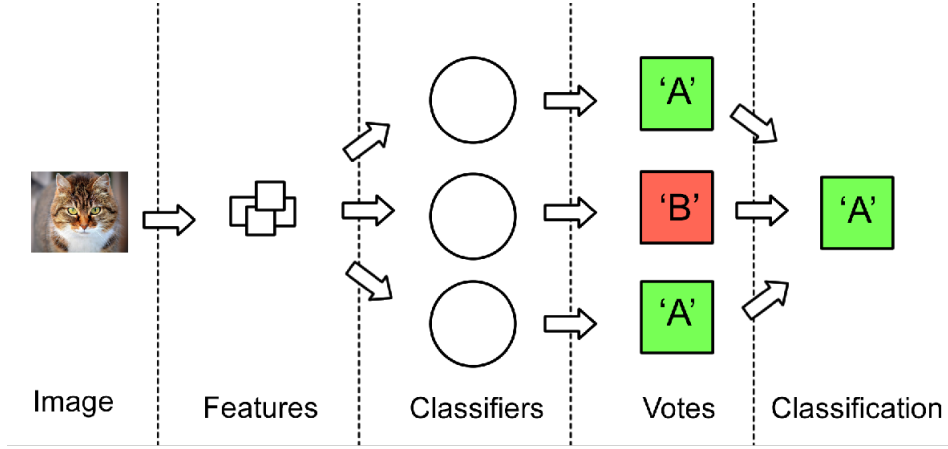 ‘A’
‘B’
‘A’
‘A’
Image
Features
Classifiers
Votes
Classification